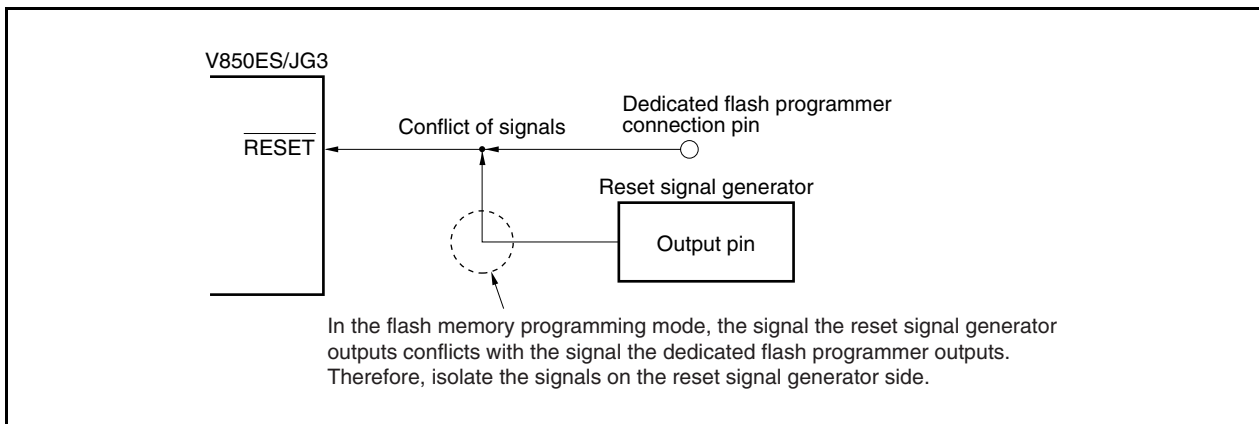 V850ES/JG3
RESET
Conflict of signals
Dedicated flash programmer
connection pin
Reset signal generator
Output pin
In the flash memory programming mode, the signal the reset signal generator
outputs conflicts with the signal the dedicated flash programmer outputs.
Therefore, isolate the signals on the reset signal generator side.